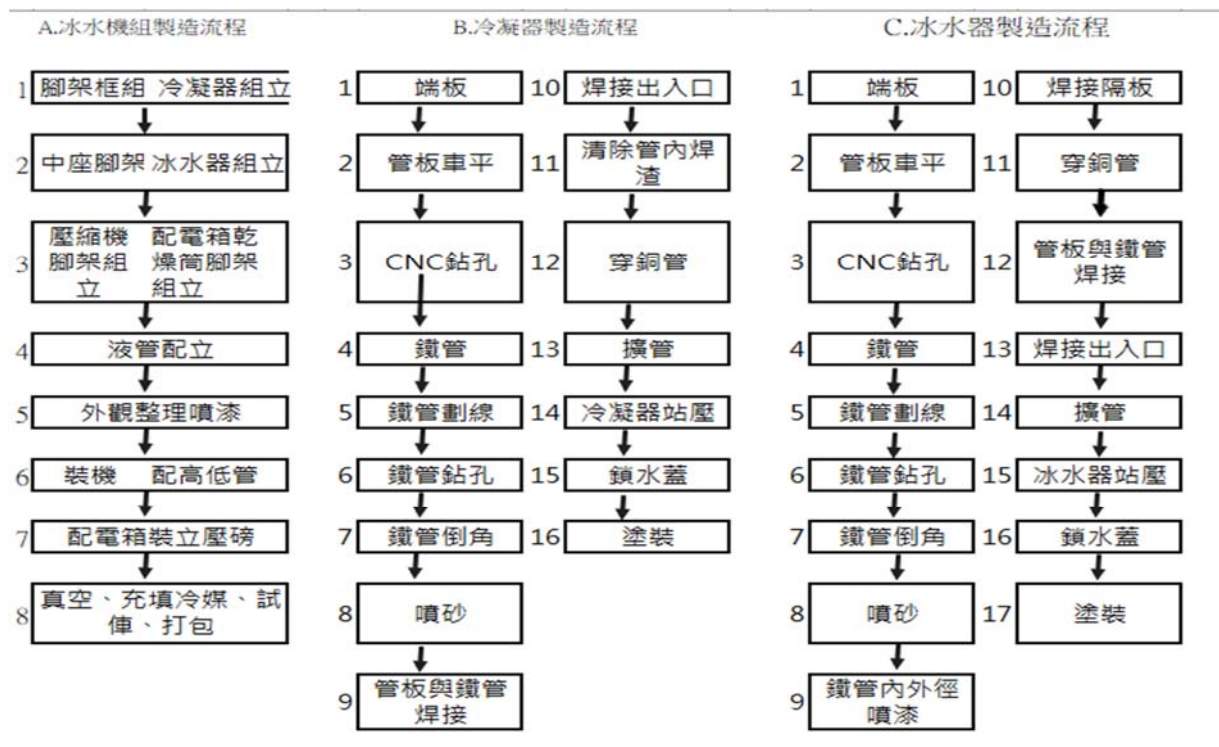 A.冰水機組製造流程
1 腳架框組 冷凝器組立
2 中座腳架 冰水器組立
3 壓縮機 配電箱乾
腳架組 燥筒腳架
立 組立
4 液管配立
5 外觀整理噴漆
6 裝機 配高低管
7 配電箱裝立壓磅
8 真空、充填冷媒、試
俥、打包
B.冷凝器製造流程
1 端板
2 管板車平
3 CNC鉆孔
4 鐵管
5 鐵管劃線
6 鐵管鉆孔
7 鐵管倒角
8 噴砂
9 管板與鐵管
焊接
10 焊接出入口
11 清除管內焊
渣
12 穿銅管
13 擴管
14 冷凝器站壓
15 鎖水蓋
16 塗裝
C.冰水器製造流程
1 端板
2 管板車平
3 CNC鉆孔
4 鐵管
5 鐵管劃線
6 鐵管鉆孔
7 鐵管倒角
8 噴砂
9 鐵管內外徑
噴漆
10 焊接隔板
11 穿銅管
12 管板與鐵管
焊接
13 焊接出入口
14 擴管
15 冰水器站壓
16 鎖水蓋
17 塗裝